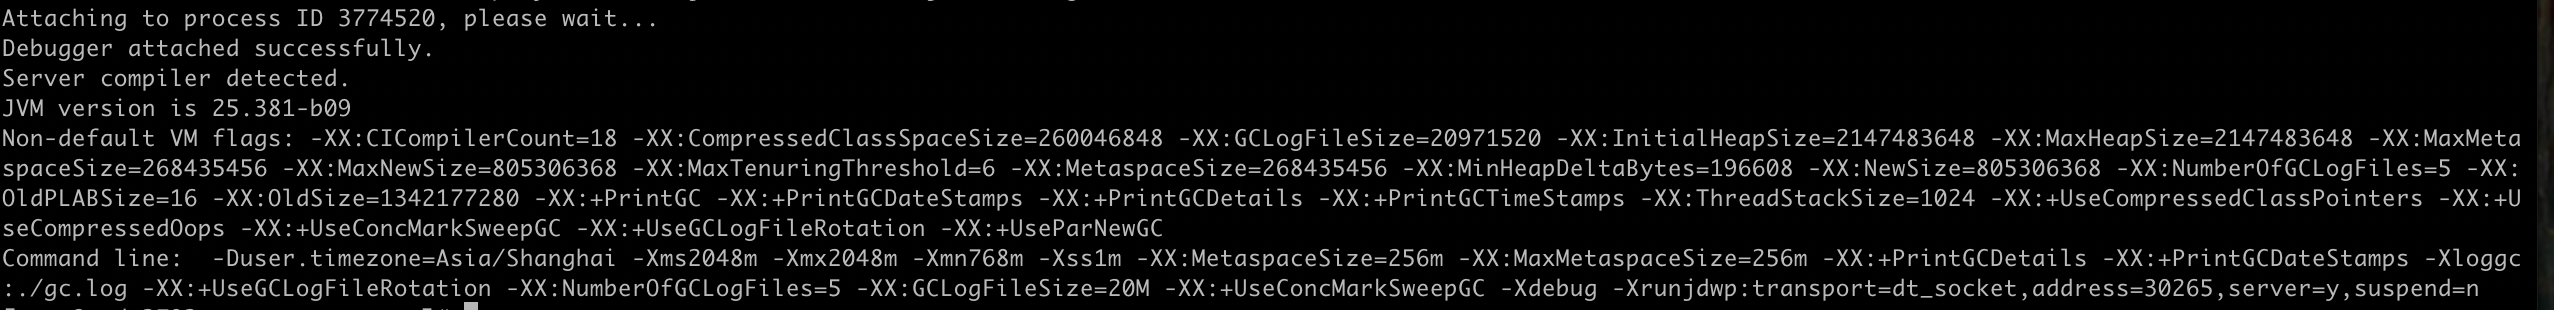 Attaching to process ID 3774520, please wait...
Debugger attached successfully.
Server compiler detected.
JVM version is 25.381-b09
Non-default VM flags: -XX:CICompilerCount=18 -XX:CompressedClassSpaceSize=260046848 -XX:GCLogFileSize=20971520 -XX:InitialHeapSize=2147483648 -XX:MaxHeapSize=2147483648 -XX:MaxMeta
spaceSize=268435456 -XX:MaxNewSize=805306368 -XX:MaxTenuringThreshold=6 -XX:MetaspaceSize=268435456 -XX:MinHeapDeltaBytes=196608 -XX:NewSize=805306368 -XX:NumberOfGCLogFiles=5 -XX:
OldPLABSize=16 -XX:OldSize=1342177280 -XX:+PrintGC -XX:+PrintGCDateStamps -XX:+PrintGCDetails -XX:+PrintGCTimeStamps -XX:ThreadStackSize=1024 -XX:+UseCompressedClassPointers -XX:+U
seCompressedOops -XX:+UseConcMarkSweepGC -XX:+UseGCLogFileRotation -XX:+UseParNewGC
Command line:  -Duser.timezone=Asia/Shanghai -Xms2048m -Xmx2048m -Xmn768m -Xss1m -XX:MetaspaceSize=256m -XX:MaxMetaspaceSize=256m -XX:+PrintGCDetails -XX:+PrintGCDateStamps -Xloggc
:./gc.log -XX:+UseGCLogFileRotation -XX:NumberOfGCLogFiles=5 -XX:GCLogFileSize=20M -XX:+UseConcMarkSweepGC -Xdebug -Xrunjdwp:transport=dt_socket,address=30265,server=y,suspend=n